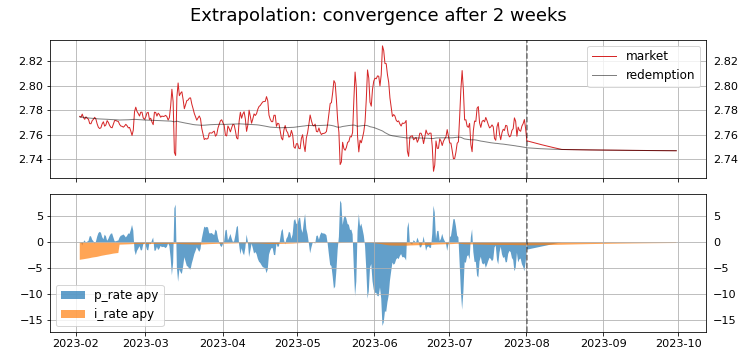 Extrapolation: convergence after 2 weeks
market
redemption
2.82 2.82
2.80 2.80
2.78 2.78
2.76 2.76
2.74 2.74
5 5
0 0
−5 −5
−10 −10
−15 −15
p_rate apy
i_rate apy
2023-02 2023-03 2023-04 2023-05 2023-06 2023-07 2023-08 2023-09 2023-10